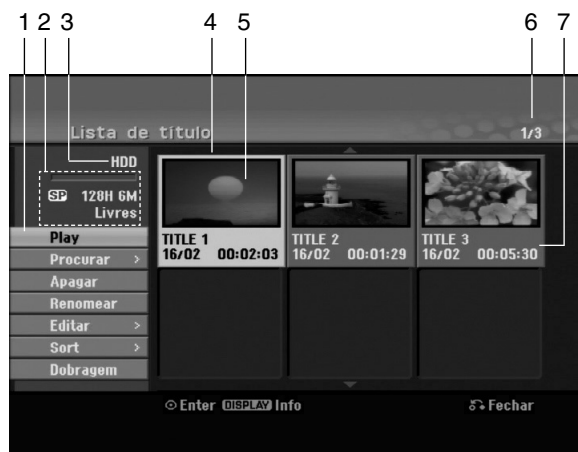 1 2 3 4 5 6 7
Lista de título
1/3
HDD
SP 128H 6M
Livres
Play
Procurar >
Apagar
Renomear
Editar >
Sort >
Dobragem
TITLE 1
16/02 00:02:03
TITLE 2
16/02 00:01:29
TITLE 3
16/02 00:05:30
Enter DISPLAY Info
Fechar